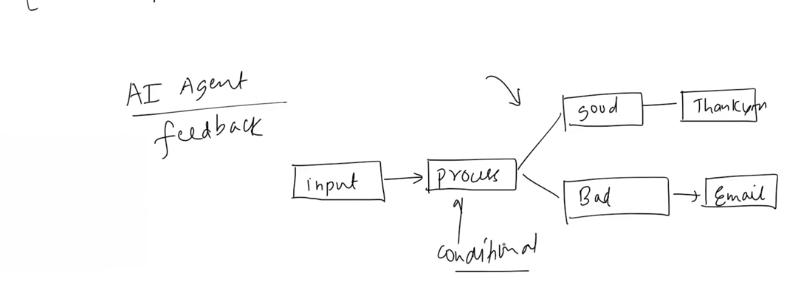 AI Agent
feedback
input
process
conditional
good
Thankyou
Bad
Email